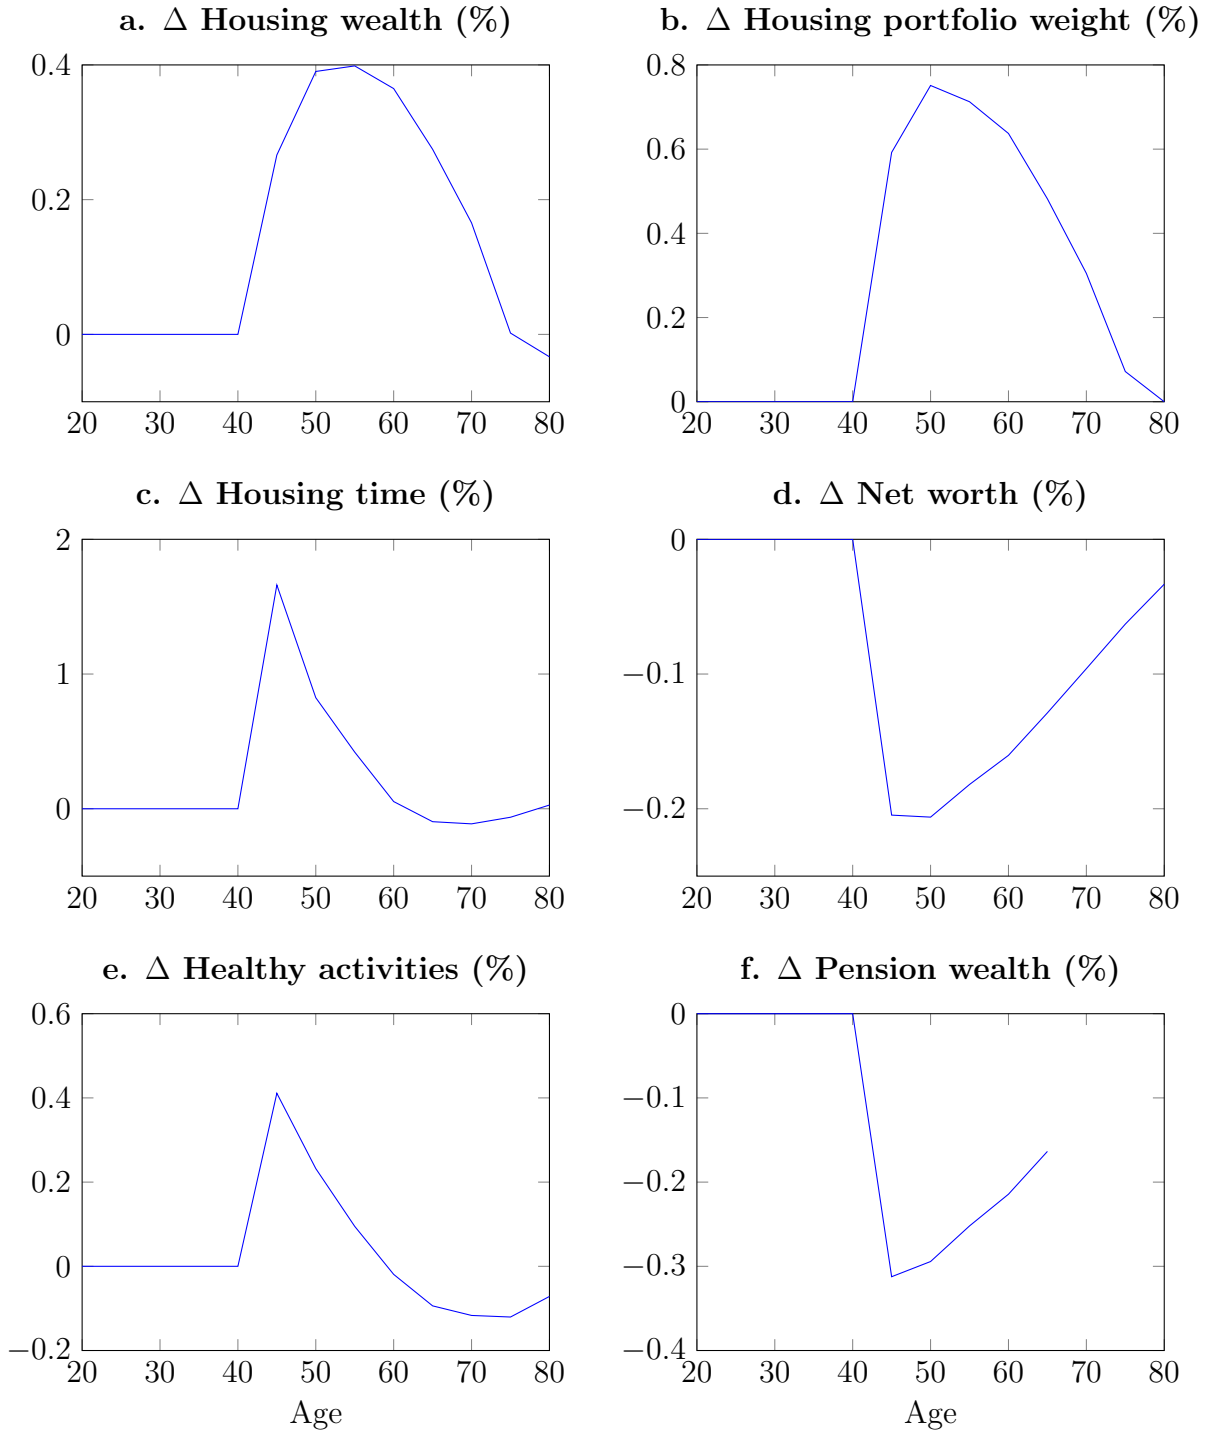 a. Δ Housing wealth (%)
0.4
0.2
0
20 30 40 50 60 70 80
b. Δ Housing portfolio weight (%)
0.8
0.6
0.4
0.2
0
20 30 40 50 60 70 80
c. Δ Housing time (%)
2
1
0
20 30 40 50 60 70 80
d. Δ Net worth (%)
0
−0.1
−0.2
20 30 40 50 60 70 80
e. Δ Healthy activities (%)
0.6
0.4
0.2
0
−0.2
20 30 40 50 60 70 80
Age
f. Δ Pension wealth (%)
0
−0.1
−0.2
−0.3
−0.4
20 30 40 50 60 70 80
Age